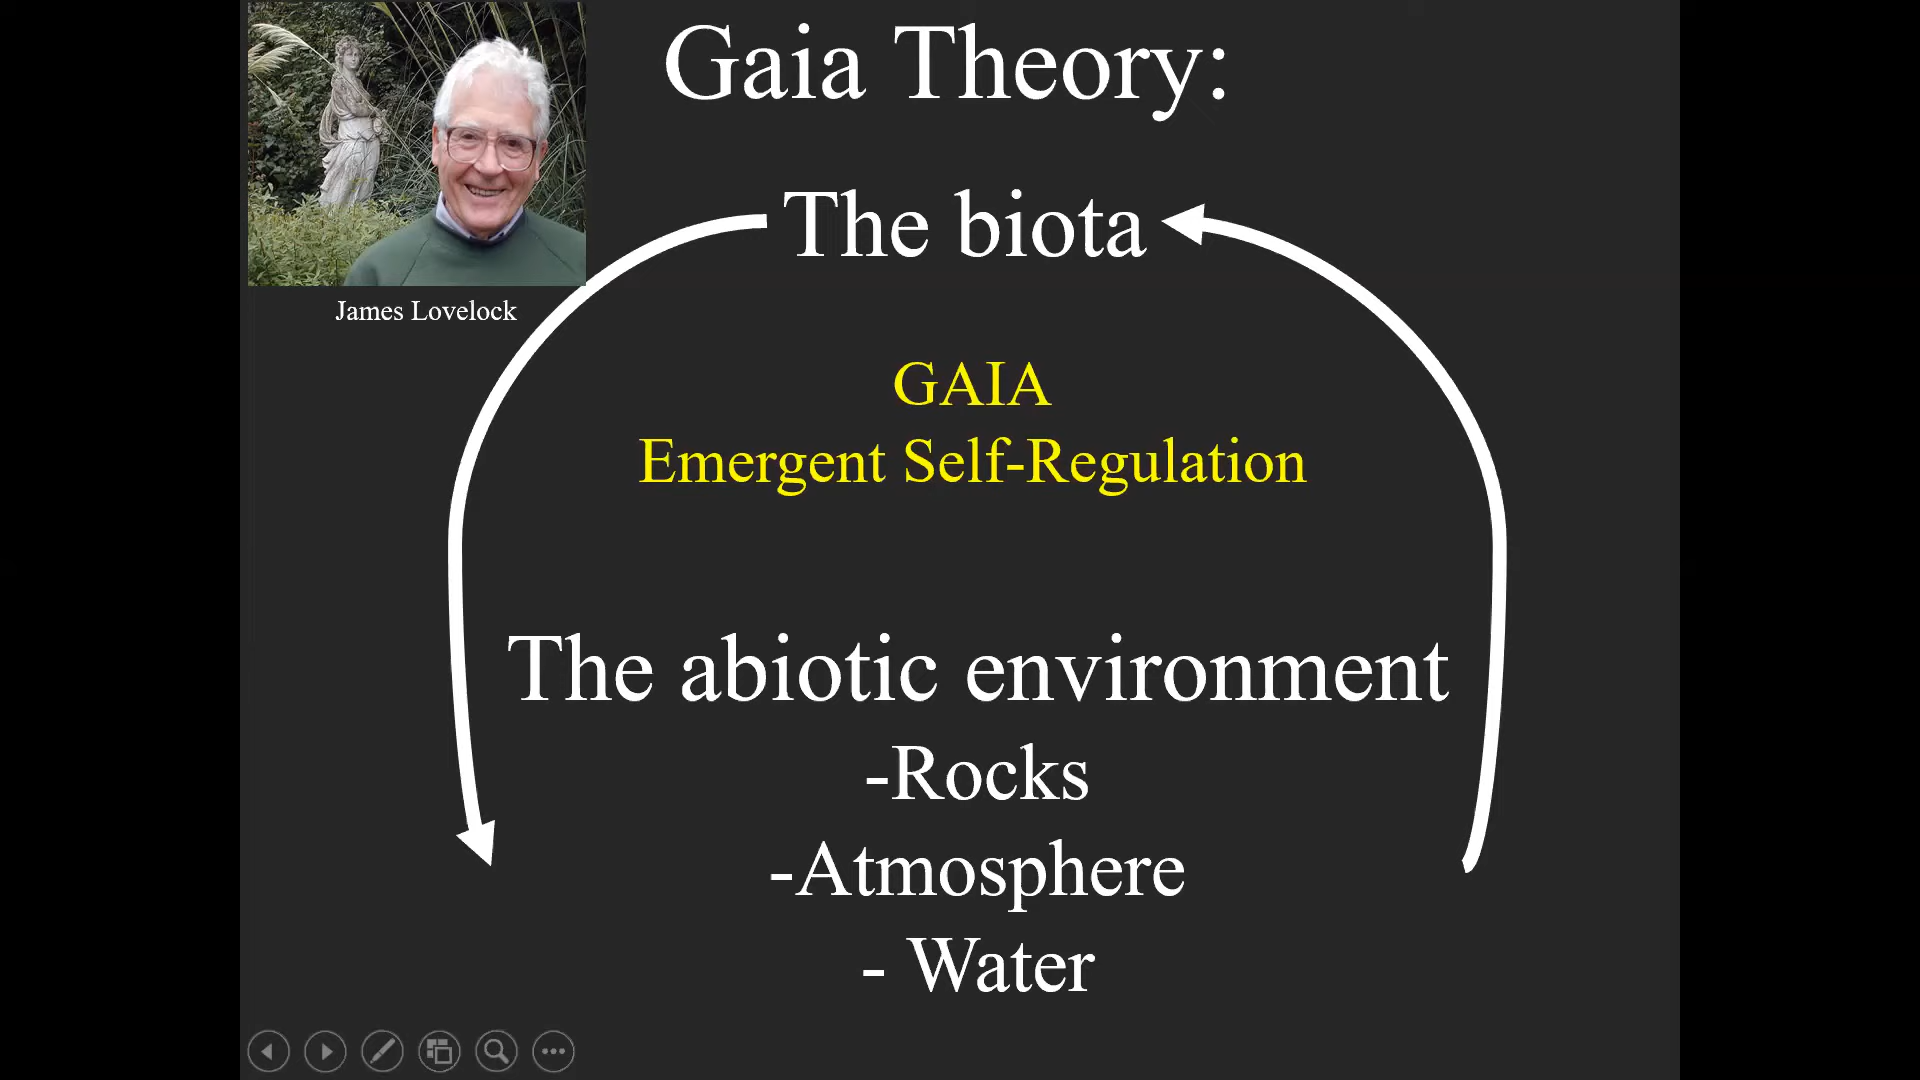 Gaia Theory:
The biota
James Lovelock
GAIA
Emergent Self-Regulation
The abiotic environment
-Rocks
-Atmosphere
- Water